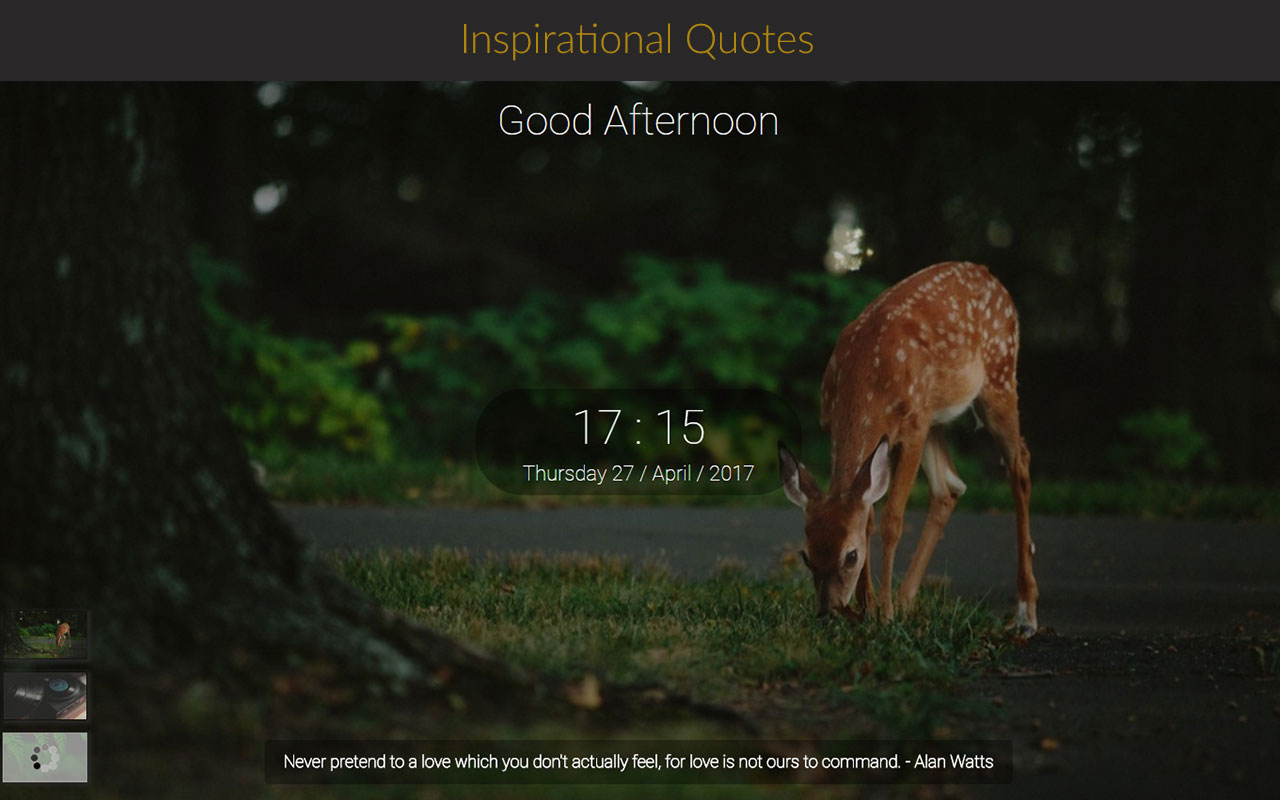 Inspirational Quotes
Good Afternoon
17 : 15
Thursday 27 / April / 2017
Never pretend to a love which you don't actually feel, for love is not ours to command. - Alan Watts